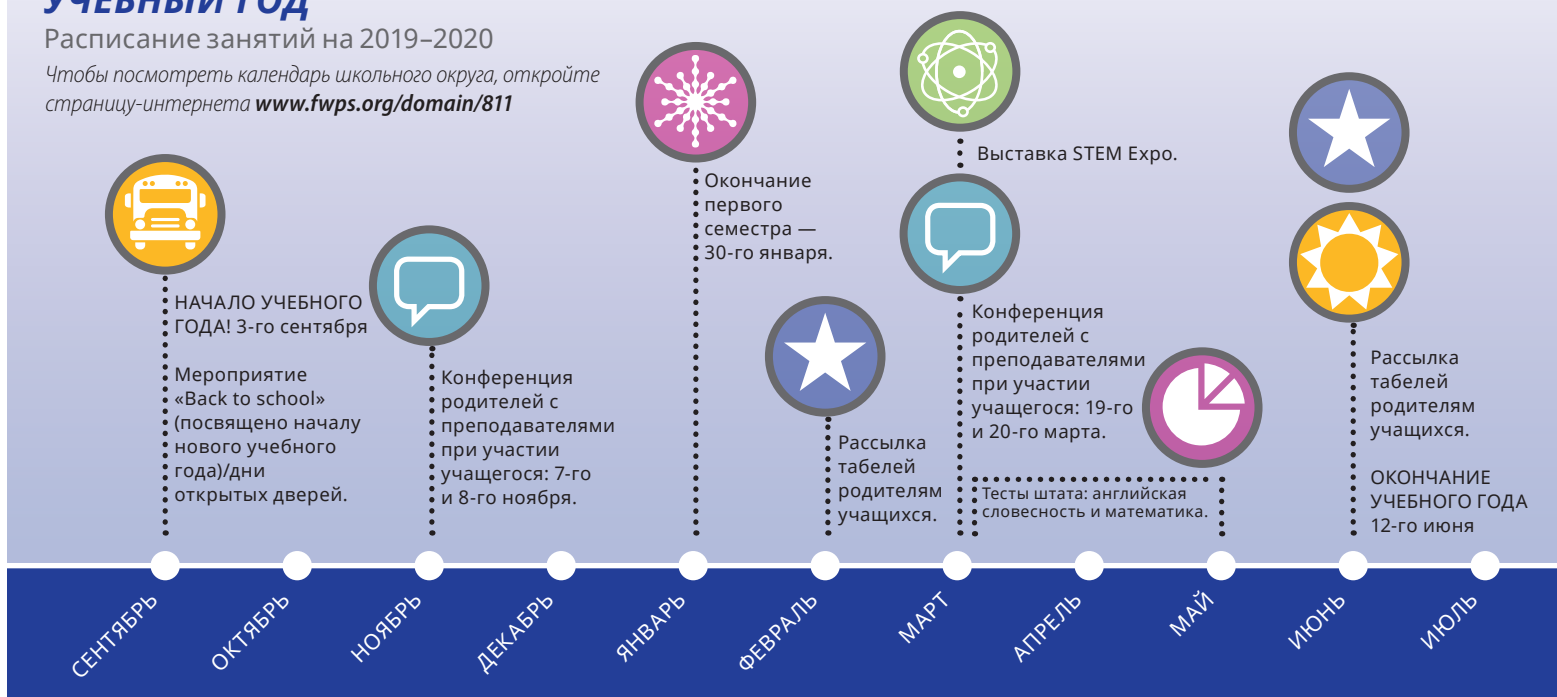 УЧЕБНЫЙ ГОД
Расписание занятий на 2019–2020
Чтобы посмотреть календарь школьного округа, откройте
страницу-интернета www.fwps.org/domain/811
НАЧАЛО УЧЕБНОГО
ГОДА! 3-го сентября
Мероприятие
«Back to school»
(посвящено началу
нового учебного
года)/дни
открытых дверей.
Конференция
родителей с
преподавателями
при участии
учащегося: 7-го
и 8-го ноября.
Окончание
первого
семестра —
30-го января.
Рассылка
табелей
родителям
учащихся.
Выставка STEM Expo.
Конференция
родителей с
преподавателями
при участии
учащегося: 19-го
и 20-го марта.
Тесты штата: английская
словесность и математика.
Рассылка
табелей
родителям
учащихся.
ОКОНЧАНИЕ
УЧЕБНОГО ГОДА
12-го июня
СЕНТЯБРЬ
ОКТЯБРЬ
НОЯБРЬ
ДЕКАБРЬ
ЯНВАРЬ
ФЕВРАЛЬ
МАРТ
АПРЕЛЬ
МАЙ
ИЮНЬ
ИЮЛЬ